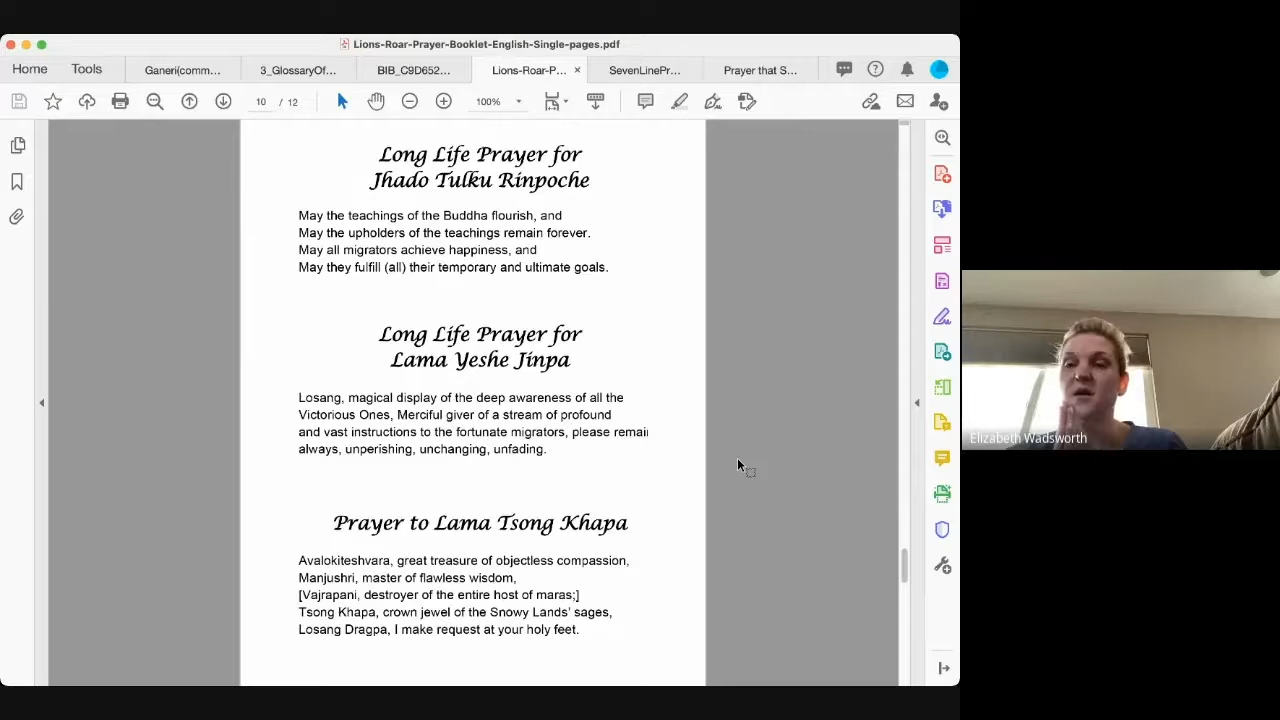 Lions-Roar-Prayer-Booklet-English-Single-pages.pdf
Home Tools Ganeri(comm... 3_GlossaryOf... BIB_C9D652... Lions-Roar-P... × SevenLinePr... Prayer that S...
10 / 12 100%
Long Life Prayer for
Jhado Tulku Rinpoche
May the teachings of the Buddha flourish, and
May the upholders of the teachings remain forever.
May all migrators achieve happiness, and
May they fulfill (all) their temporary and ultimate goals.
Long Life Prayer for
Lama Yeshe Jinpa
Losang, magical display of the deep awareness of all the
Victorious Ones, Merciful giver of a stream of profound
and vast instructions to the fortunate migrators, please remai
always, unperishing, unchanging, unfading.
Prayer to Lama Tsong Khapa
Avalokiteshvara, great treasure of objectless compassion,
Manjushri, master of flawless wisdom,
[Vajrapani, destroyer of the entire host of maras;]
Tsong Khapa, crown jewel of the Snowy Lands' sages,
Losang Dragpa, I make request at your holy feet.
Elizabeth Wadsworth